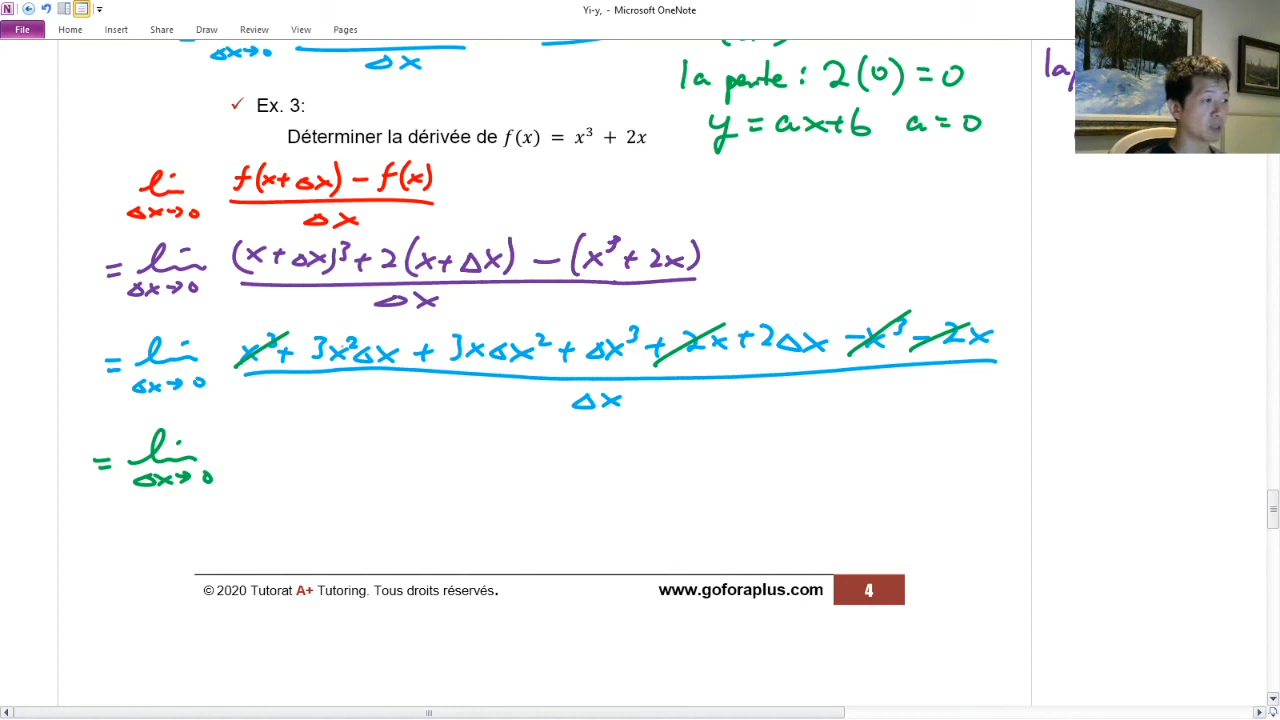 Yi-y, - Microsoft OneNote
File Home Insert Share Draw Review View Pages
Δx→0 Δx
la pente : 2(0) = 0
y = ax+b a = 0
✓ Ex. 3:
Déterminer la dérivée de f(x) = x³ + 2x
lim Δx→0 f(x+Δx) - f(x) / Δx
= lim Δx→0 (x+Δx)³ + 2(x+Δx) - (x³ + 2x) / Δx
= lim Δx→0 x³ + 3x²Δx + 3xΔx² + Δx³ + 2x + 2Δx - x³ - 2x / Δx
= lim Δx→0
© 2020 Tutorat A+ Tutoring. Tous droits réservés. www.goforaplus.com 4